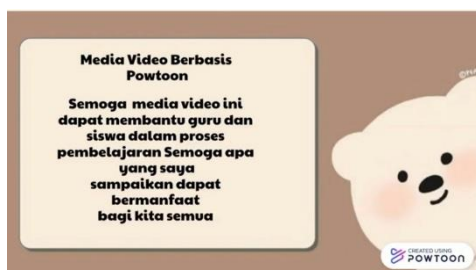 Media Video Berbasis
Powtoon
Semoga media video ini
dapat membantu guru dan
siswa dalam proses
pembelajaran Semoga apa
yang saya
sampaikan dapat
bermanfaat
bagi kita semua
CREATED USING
POWTOON